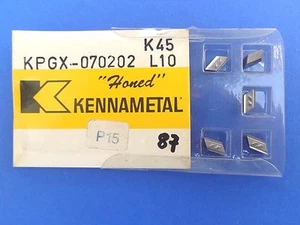 K45
KPGX-070202 L10
"Honed"
KENNAMETAL
P15
87